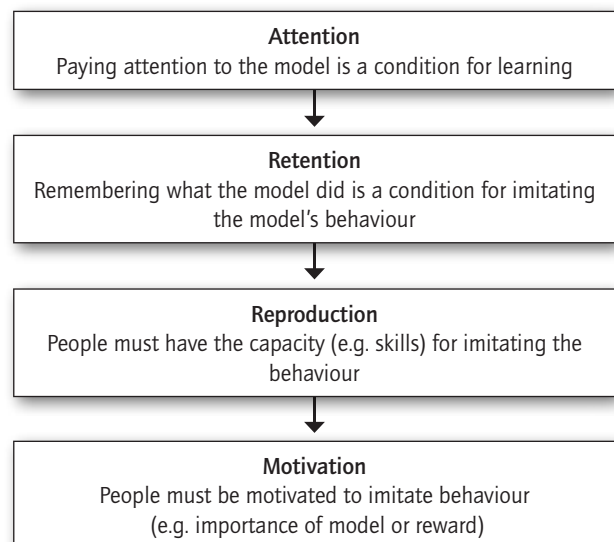 Attention
Paying attention to the model is a condition for learning
Retention
Remembering what the model did is a condition for imitating
the model's behaviour
Reproduction
People must have the capacity (e.g. skills) for imitating the
behaviour
Motivation
People must be motivated to imitate behaviour
(e.g. importance of model or reward)